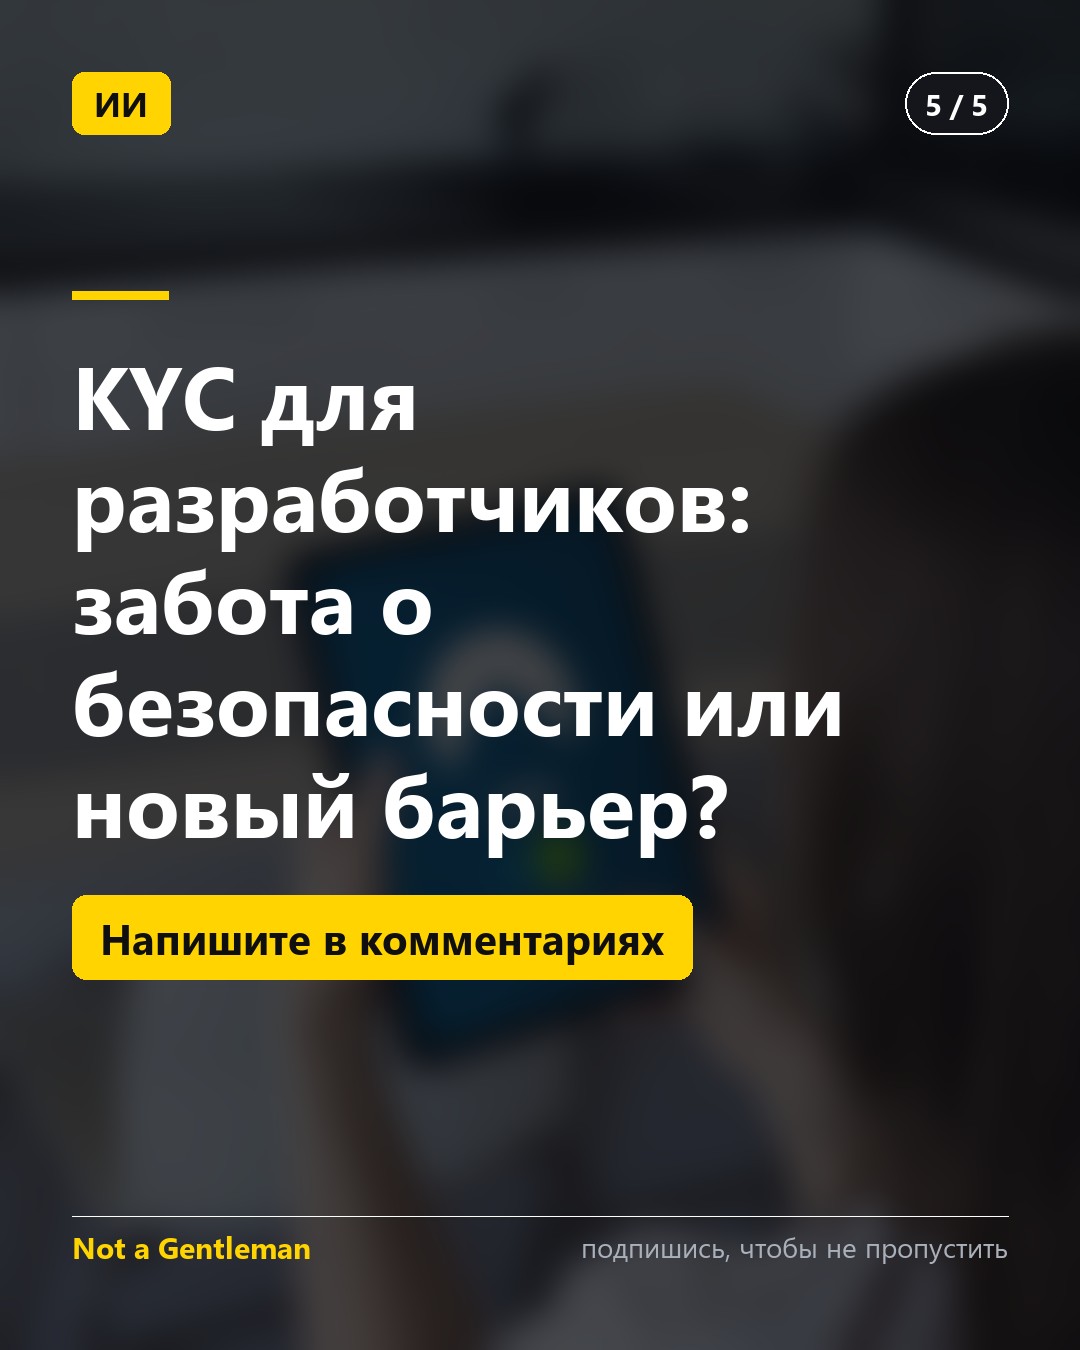 ИИ
5 / 5
KYC для
разработчиков:
забота о
безопасности или
новый барьер?
Напишите в комментариях
Not a Gentleman
подпишись, чтобы не пропустить